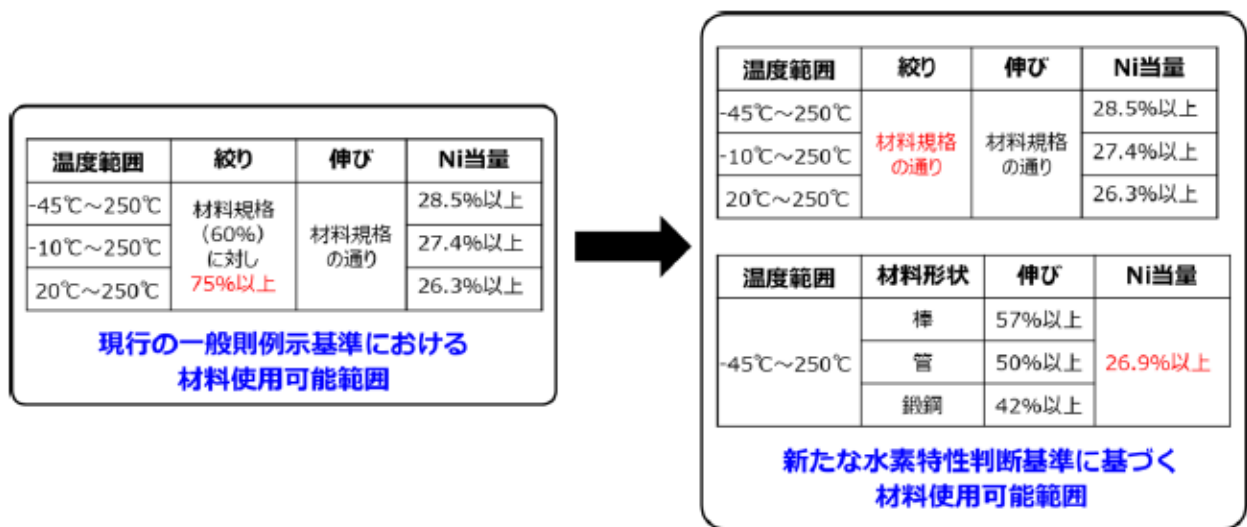 温度範囲 絞り 伸び Ni当量
-45℃～250℃ 材料規格（60%）に対し75%以上 材料規格の通り 28.5%以上
-10℃～250℃ 27.4%以上
20℃～250℃ 26.3%以上
現行の一般則例示基準における
材料使用可能範囲
温度範囲 絞り 伸び Ni当量
-45℃～250℃ 材料規格の通り 材料規格の通り 28.5%以上
-10℃～250℃ 27.4%以上
20℃～250℃ 26.3%以上
温度範囲 材料形状 伸び Ni当量
-45℃～250℃ 棒 57%以上 26.9%以上
管 50%以上
鍛鋼 42%以上
新たな水素特性判断基準に基づく
材料使用可能範囲